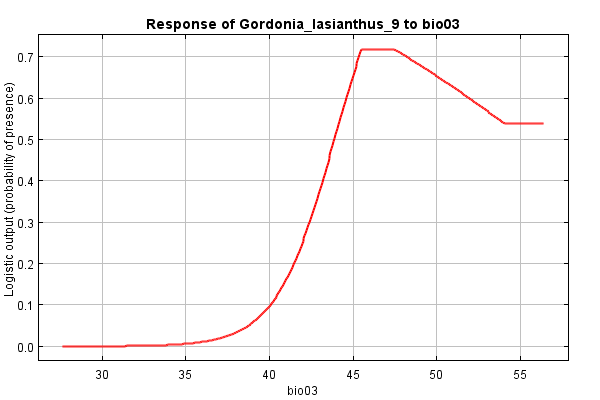 Response of Gordonia_lasianthus_9 to bio03
Logistic output (probability of presence)
0.7
0.6
0.5
0.4
0.3
0.2
0.1
0.0
30 35 40 45 50 55
bio03